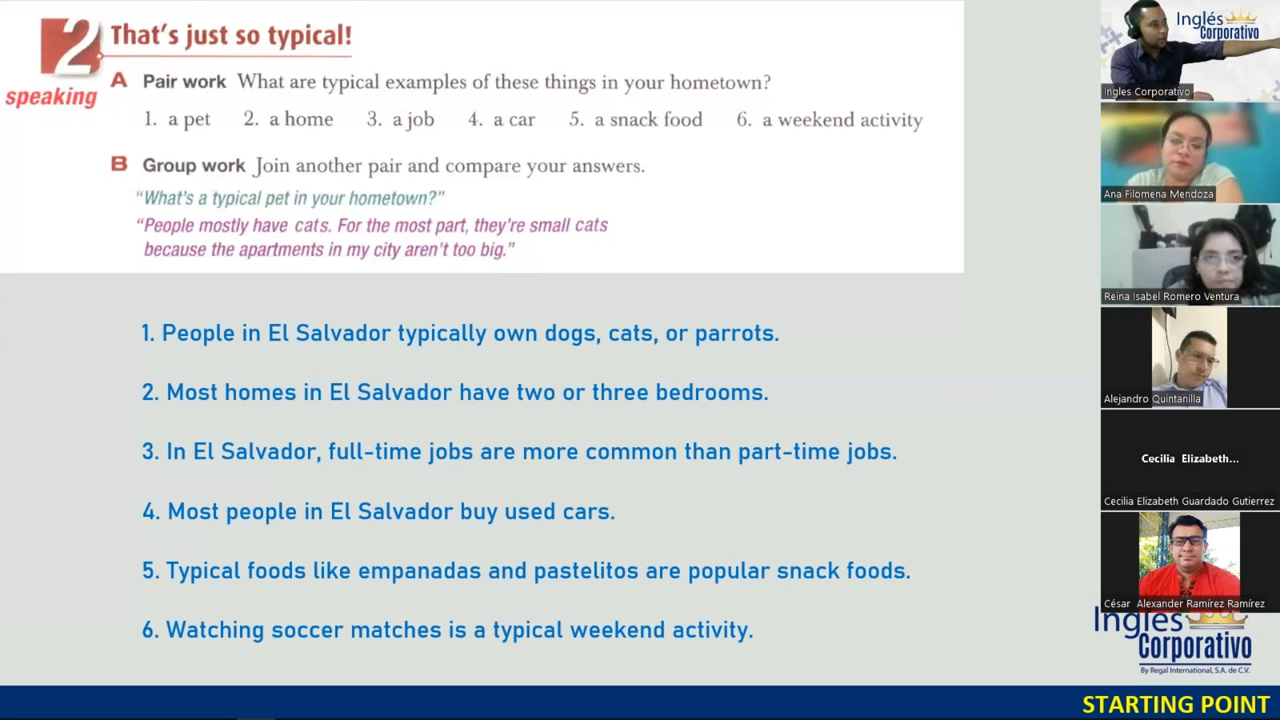 2
speaking
That's just so typical!
A Pair work What are typical examples of these things in your hometown?
1. a pet 2. a home 3. a job 4. a car 5. a snack food 6. a weekend activity
B Group work Join another pair and compare your answers.
"What's a typical pet in your hometown?"
"People mostly have cats. For the most part, they're small cats
because the apartments in my city aren't too big."
1. People in El Salvador typically own dogs, cats, or parrots.
2. Most homes in El Salvador have two or three bedrooms.
3. In El Salvador, full-time jobs are more common than part-time jobs.
4. Most people in El Salvador buy used cars.
5. Typical foods like empanadas and pastelitos are popular snack foods.
6. Watching soccer matches is a typical weekend activity.
Inglés
Corporativo
Ingles Corporativo
Ana Filomena Mendoza
Reina Isabel Romero Ventura
Alejandro Quintanilla
Cecilia Elizabeth...
Cecilia Elizabeth Guardado Gutierrez
César Alexander Ramírez Ramírez
Inglés
Corporativo
By Regal International, S.A. de C.V.
STARTING POINT